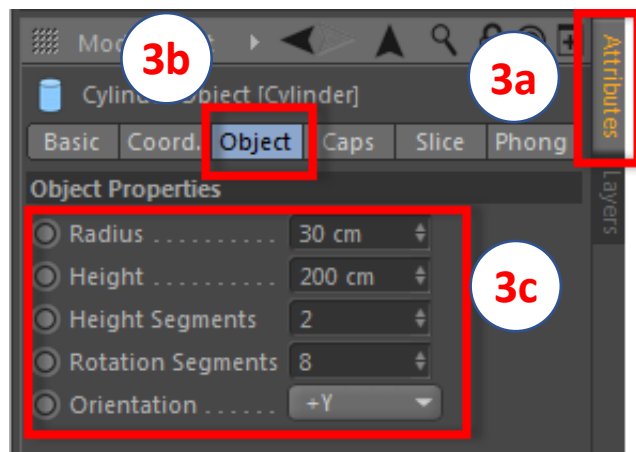 3b
3a
3c
Attributes
Layers
Object [Cylinder]
Basic Coord. Object Caps Slice Phong
Object Properties
Radius . . . . . . . . . . 30 cm
Height . . . . . . . . . . 200 cm
Height Segments 2
Rotation Segments 8
Orientation . . . . . . +Y